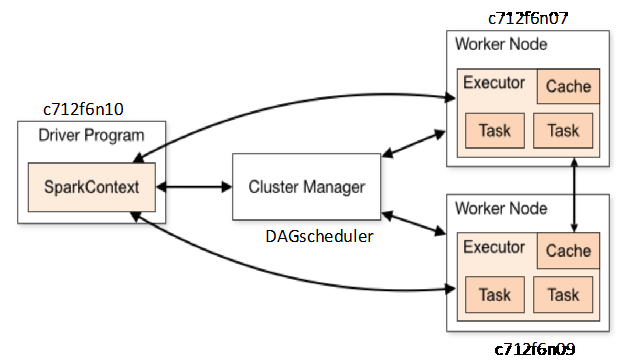 c712f6n07
Worker Node
Executor
Cache
Task
Task
c712f6n10
Driver Program
SparkContext
Cluster Manager
DAGscheduler
Worker Node
Executor
Cache
Task
Task
c712f6n09